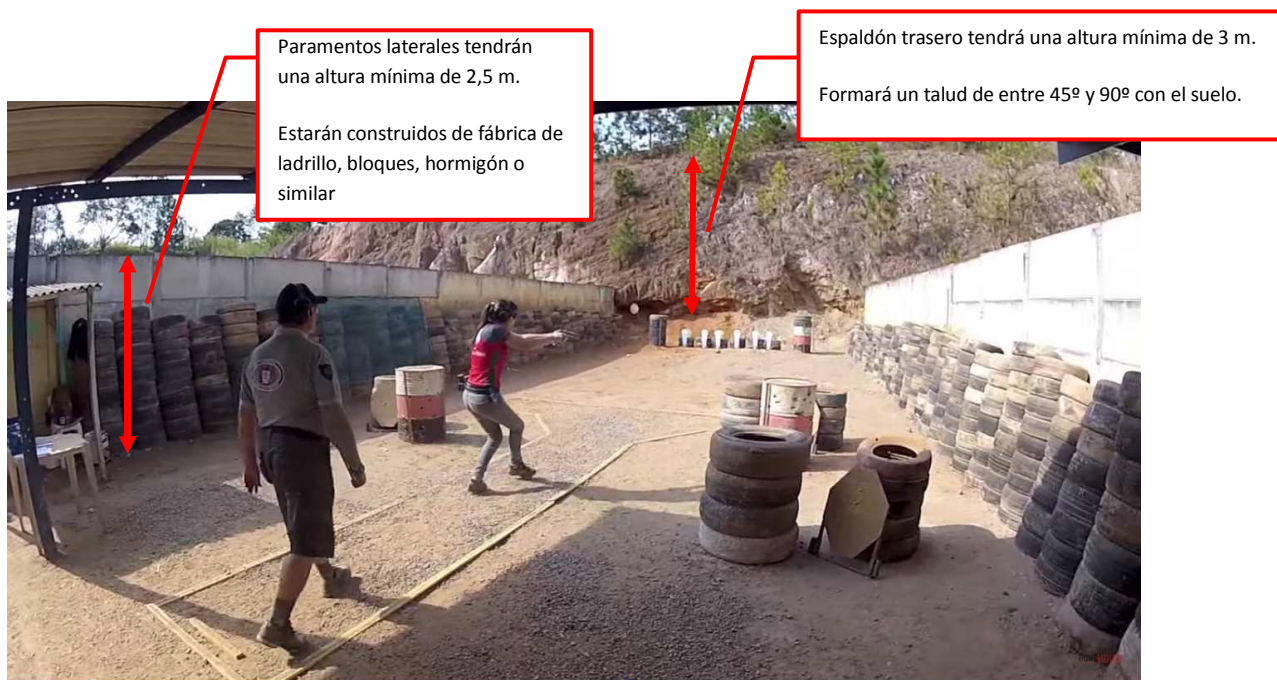 Paramentos laterales tendrán
una altura mínima de 2,5 m.
Estarán construidos de fábrica de
ladrillo, bloques, hormigón o
similar
Espaldón trasero tendrá una altura mínima de 3 m.
Formará un talud de entre 45º y 90º con el suelo.